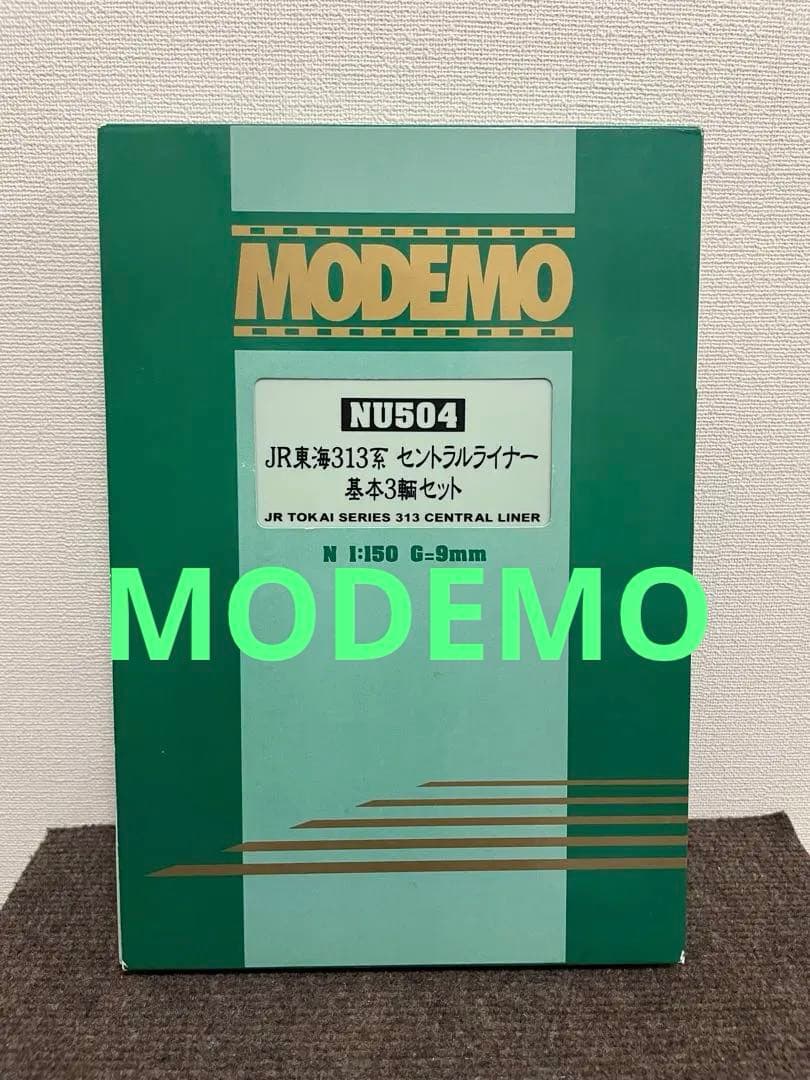 MODEMO
NU504
JR東海313系 セントラルライナー
基本3輌セット
JR TOKAI SERIES 313 CENTRAL LINER
N 1:150 G=9mm
MODEMO